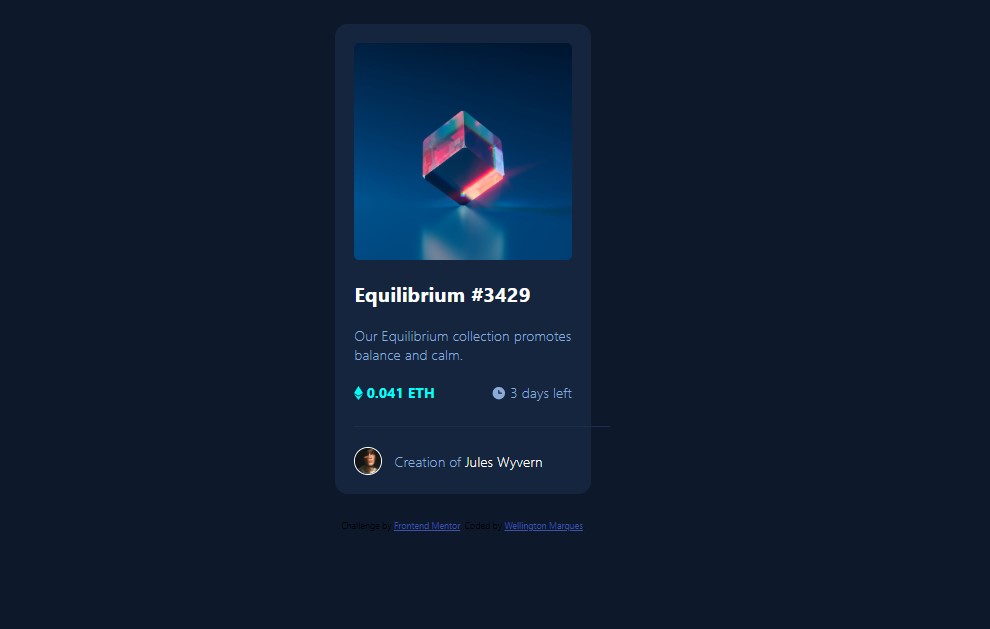 Equilibrium #3429
Our Equilibrium collection promotes
balance and calm.
0.041 ETH 3 days left
Creation of Jules Wyvern
Challenge by Frontend Mentor. Coded by Wellington Marques.